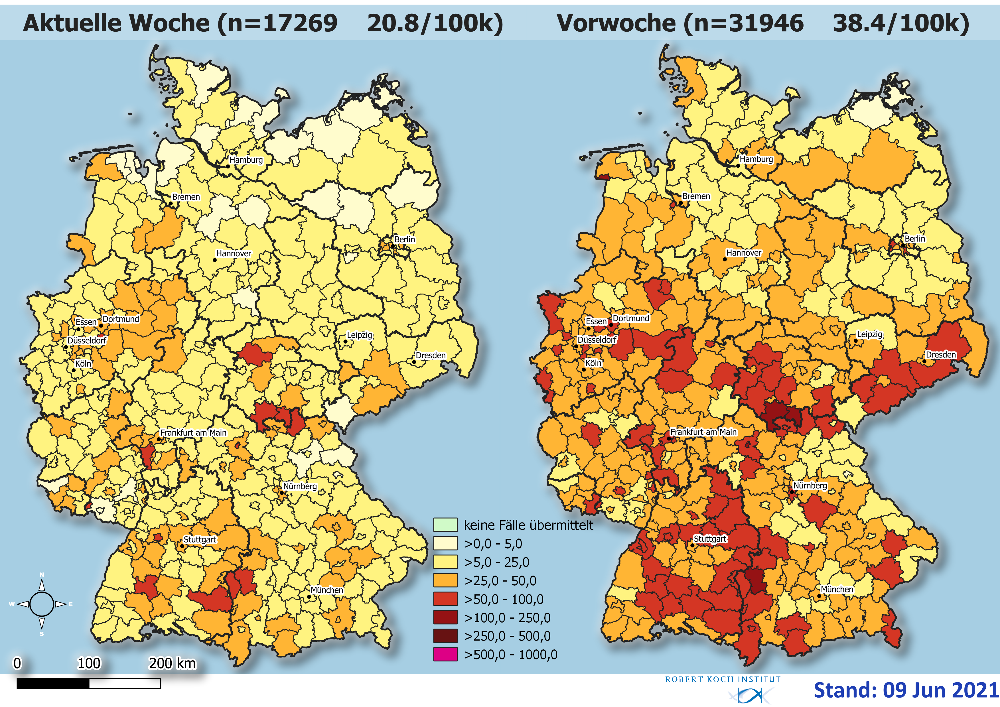 Aktuelle Woche (n=17269 20.8/100k)
Vorwoche (n=31946 38.4/100k)
Hamburg
Bremen
Berlin
Hannover
Essen
Dortmund
Düsseldorf
Leipzig
Köln
Dresden
Frankfurt am Main
Nürnberg
Stuttgart
München
Hamburg
Bremen
Berlin
Hannover
Essen
Dortmund
Düsseldorf
Leipzig
Köln
Dresden
Frankfurt am Main
Nürnberg
Stuttgart
München
keine Fälle übermittelt
>0,0 - 5,0
>5,0 - 25,0
>25,0 - 50,0
>50,0 - 100,0
>100,0 - 250,0
>250,0 - 500,0
>500,0 - 1000,0
N
W E
S
0 100 200 km
ROBERT KOCH INSTITUT
Stand: 09 Jun 2021